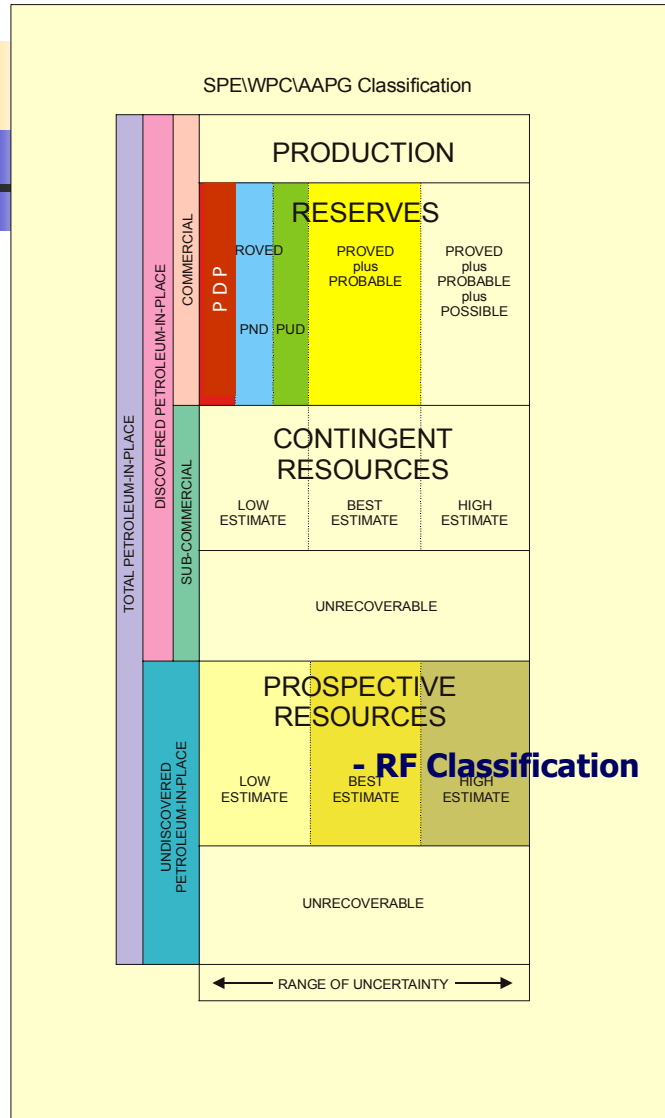 SPE\WPC\AAPG Classification
PRODUCTION
RESERVES
PDP
ROVED
PND
PUD
PROVED
plus
PROBABLE
PROVED
plus
PROBABLE
plus
POSSIBLE
CONTINGENT
RESOURCES
LOW
ESTIMATE
BEST
ESTIMATE
HIGH
ESTIMATE
UNRECOVERABLE
PROSPECTIVE
RESOURCES
- RF Classification
LOW
ESTIMATE
BEST
ESTIMATE
HIGH
ESTIMATE
UNRECOVERABLE
RANGE OF UNCERTAINTY
TOTAL PETROLEUM-IN-PLACE
DISCOVERED PETROLEUM-IN-PLACE
COMMERCIAL
SUB-COMMERCIAL
UNDISCOVERED
PETROLEUM-IN-PLACE